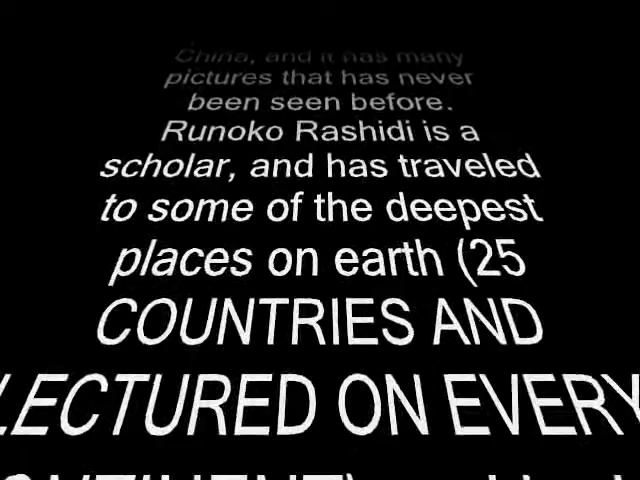 China, and it has many
pictures that has never
been seen before.
Runoko Rashidi is a
scholar, and has traveled
to some of the deepest
places on earth (25
COUNTRIES AND
LECTURED ON EVERY